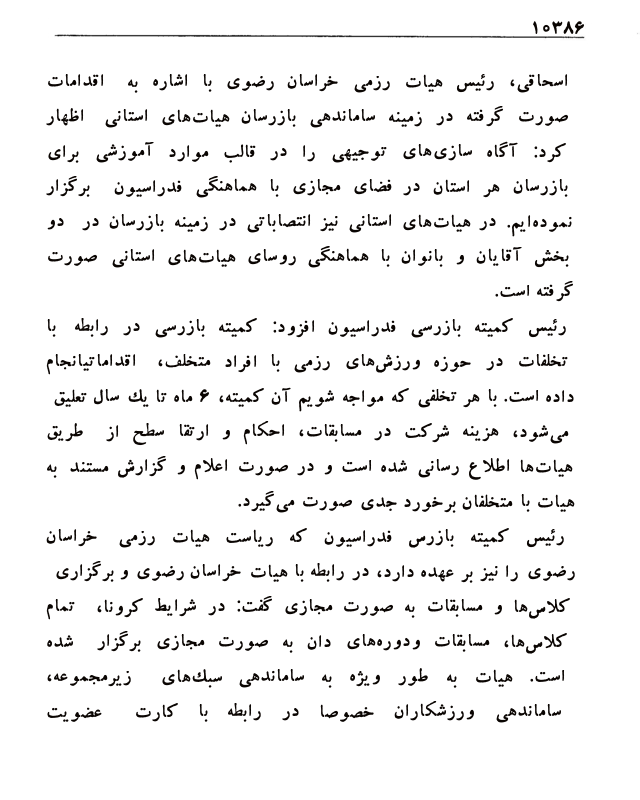 ۱۰۳۸۶
اسحاقی، رئیس هیات رزمی خراسان رضوی با اشاره به اقدامات
صورت گرفته در زمینه ساماندهی بازرسان هیات‌های استانی اظهار
کرد: آگاه سازی‌های توجیهی را در قالب موارد آموزشی برای
بازرسان هر استان در فضای مجازی با هماهنگی فدراسیون برگزار
نموده‌ایم. در هیات‌های استانی نیز انتصاباتی در زمینه بازرسان در دو
بخش آقایان و بانوان با هماهنگی روسای هیات‌های استانی صورت
گرفته است.
رئیس کمیته بازرسی فدراسیون افزود: کمیته بازرسی در رابطه با
تخلفات در حوزه ورزش‌های رزمی با افراد متخلف، اقداماتیانجام
داده است. با هر تخلفی که مواجه شویم آن کمیته، ۶ ماه تا یك سال تعلیق
می‌شود، هزینه شرکت در مسابقات، احکام و ارتقا سطح از طریق
هیات‌ها اطلاع رسانی شده است و در صورت اعلام و گزارش مستند به
هیات با متخلفان برخورد جدی صورت می‌گیرد.
رئیس کمیته بازرس فدراسیون که ریاست هیات رزمی خراسان
رضوی را نیز بر عهده دارد، در رابطه با هیات خراسان رضوی و برگزاری
کلاس‌ها و مسابقات به صورت مجازی گفت: در شرایط کرونا، تمام
کلاس‌ها، مسابقات ودوره‌های دان به صورت مجازی برگزار شده
است. هیات به طور ویژه به ساماندهی سبك‌های زیرمجموعه،
ساماندهی ورزشکاران خصوصا در رابطه با کارت عضویت